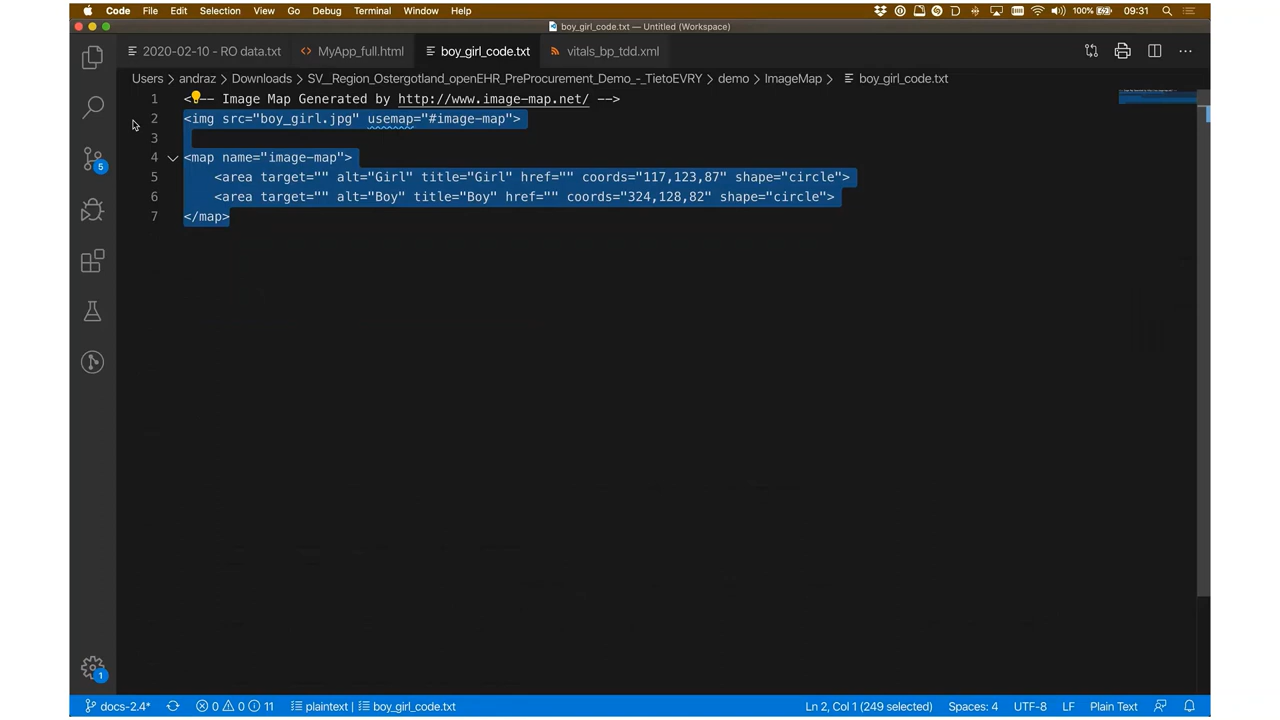 Code File Edit Selection View Go Debug Terminal Window Help 100% 09:31
boy_girl_code.txt — Untitled (Workspace)
2020-02-10 - RO data.txt MyApp_full.html boy_girl_code.txt vitals_bp_tdd.xml
Users > andraz > Downloads > SV__Region_Ostergotland_openEHR_PreProcurement_Demo_-_TietoEVRY > demo > ImageMap > boy_girl_code.txt
1 <!-- Image Map Generated by http://www.image-map.net/ -->
2 <img src="boy_girl.jpg" usemap="#image-map">
3
4 <map name="image-map">
5 <area target="" alt="Girl" title="Girl" href="" coords="117,123,87" shape="circle">
6 <area target="" alt="Boy" title="Boy" href="" coords="324,128,82" shape="circle">
7 </map>
5
1
docs-2.4* 0 0 11 plaintext | boy_girl_code.txt Ln 2, Col 1 (249 selected) Spaces: 4 UTF-8 LF Plain Text